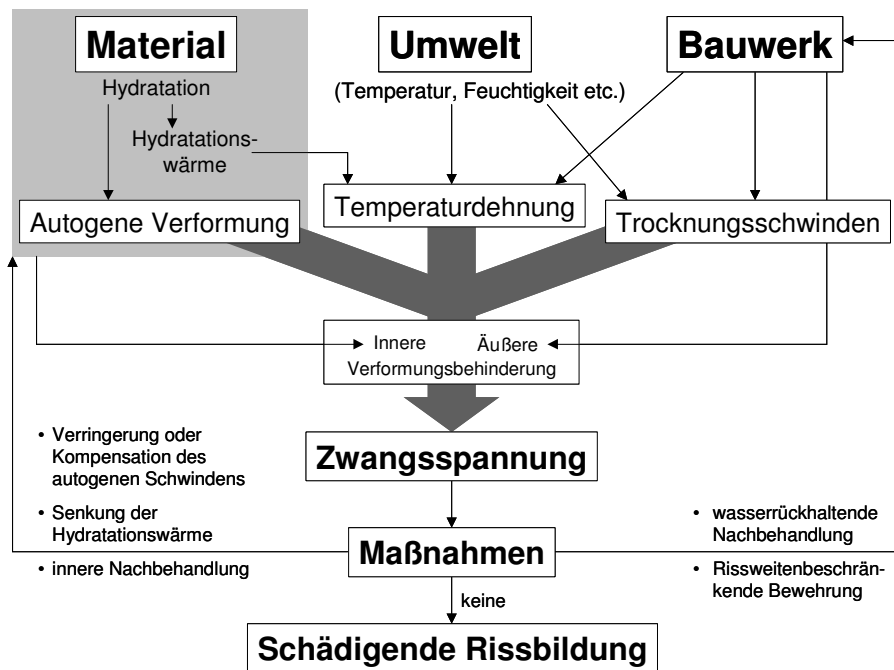 Material
Umwelt
Bauwerk
Hydratation
(Temperatur, Feuchtigkeit etc.)
Hydratations-
wärme
Autogene Verformung
Temperaturdehnung
Trocknungsschwinden
Innere
Äußere
Verformungsbehinderung
• Verringerung oder
Kompensation des
autogenen Schwindens
• Senkung der
Hydratationswärme
• innere Nachbehandlung
Zwangsspannung
Maßnahmen
• wasserrückhaltende
Nachbehandlung
• Rissweitenbeschrän-
kende Bewehrung
keine
Schädigende Rissbildung